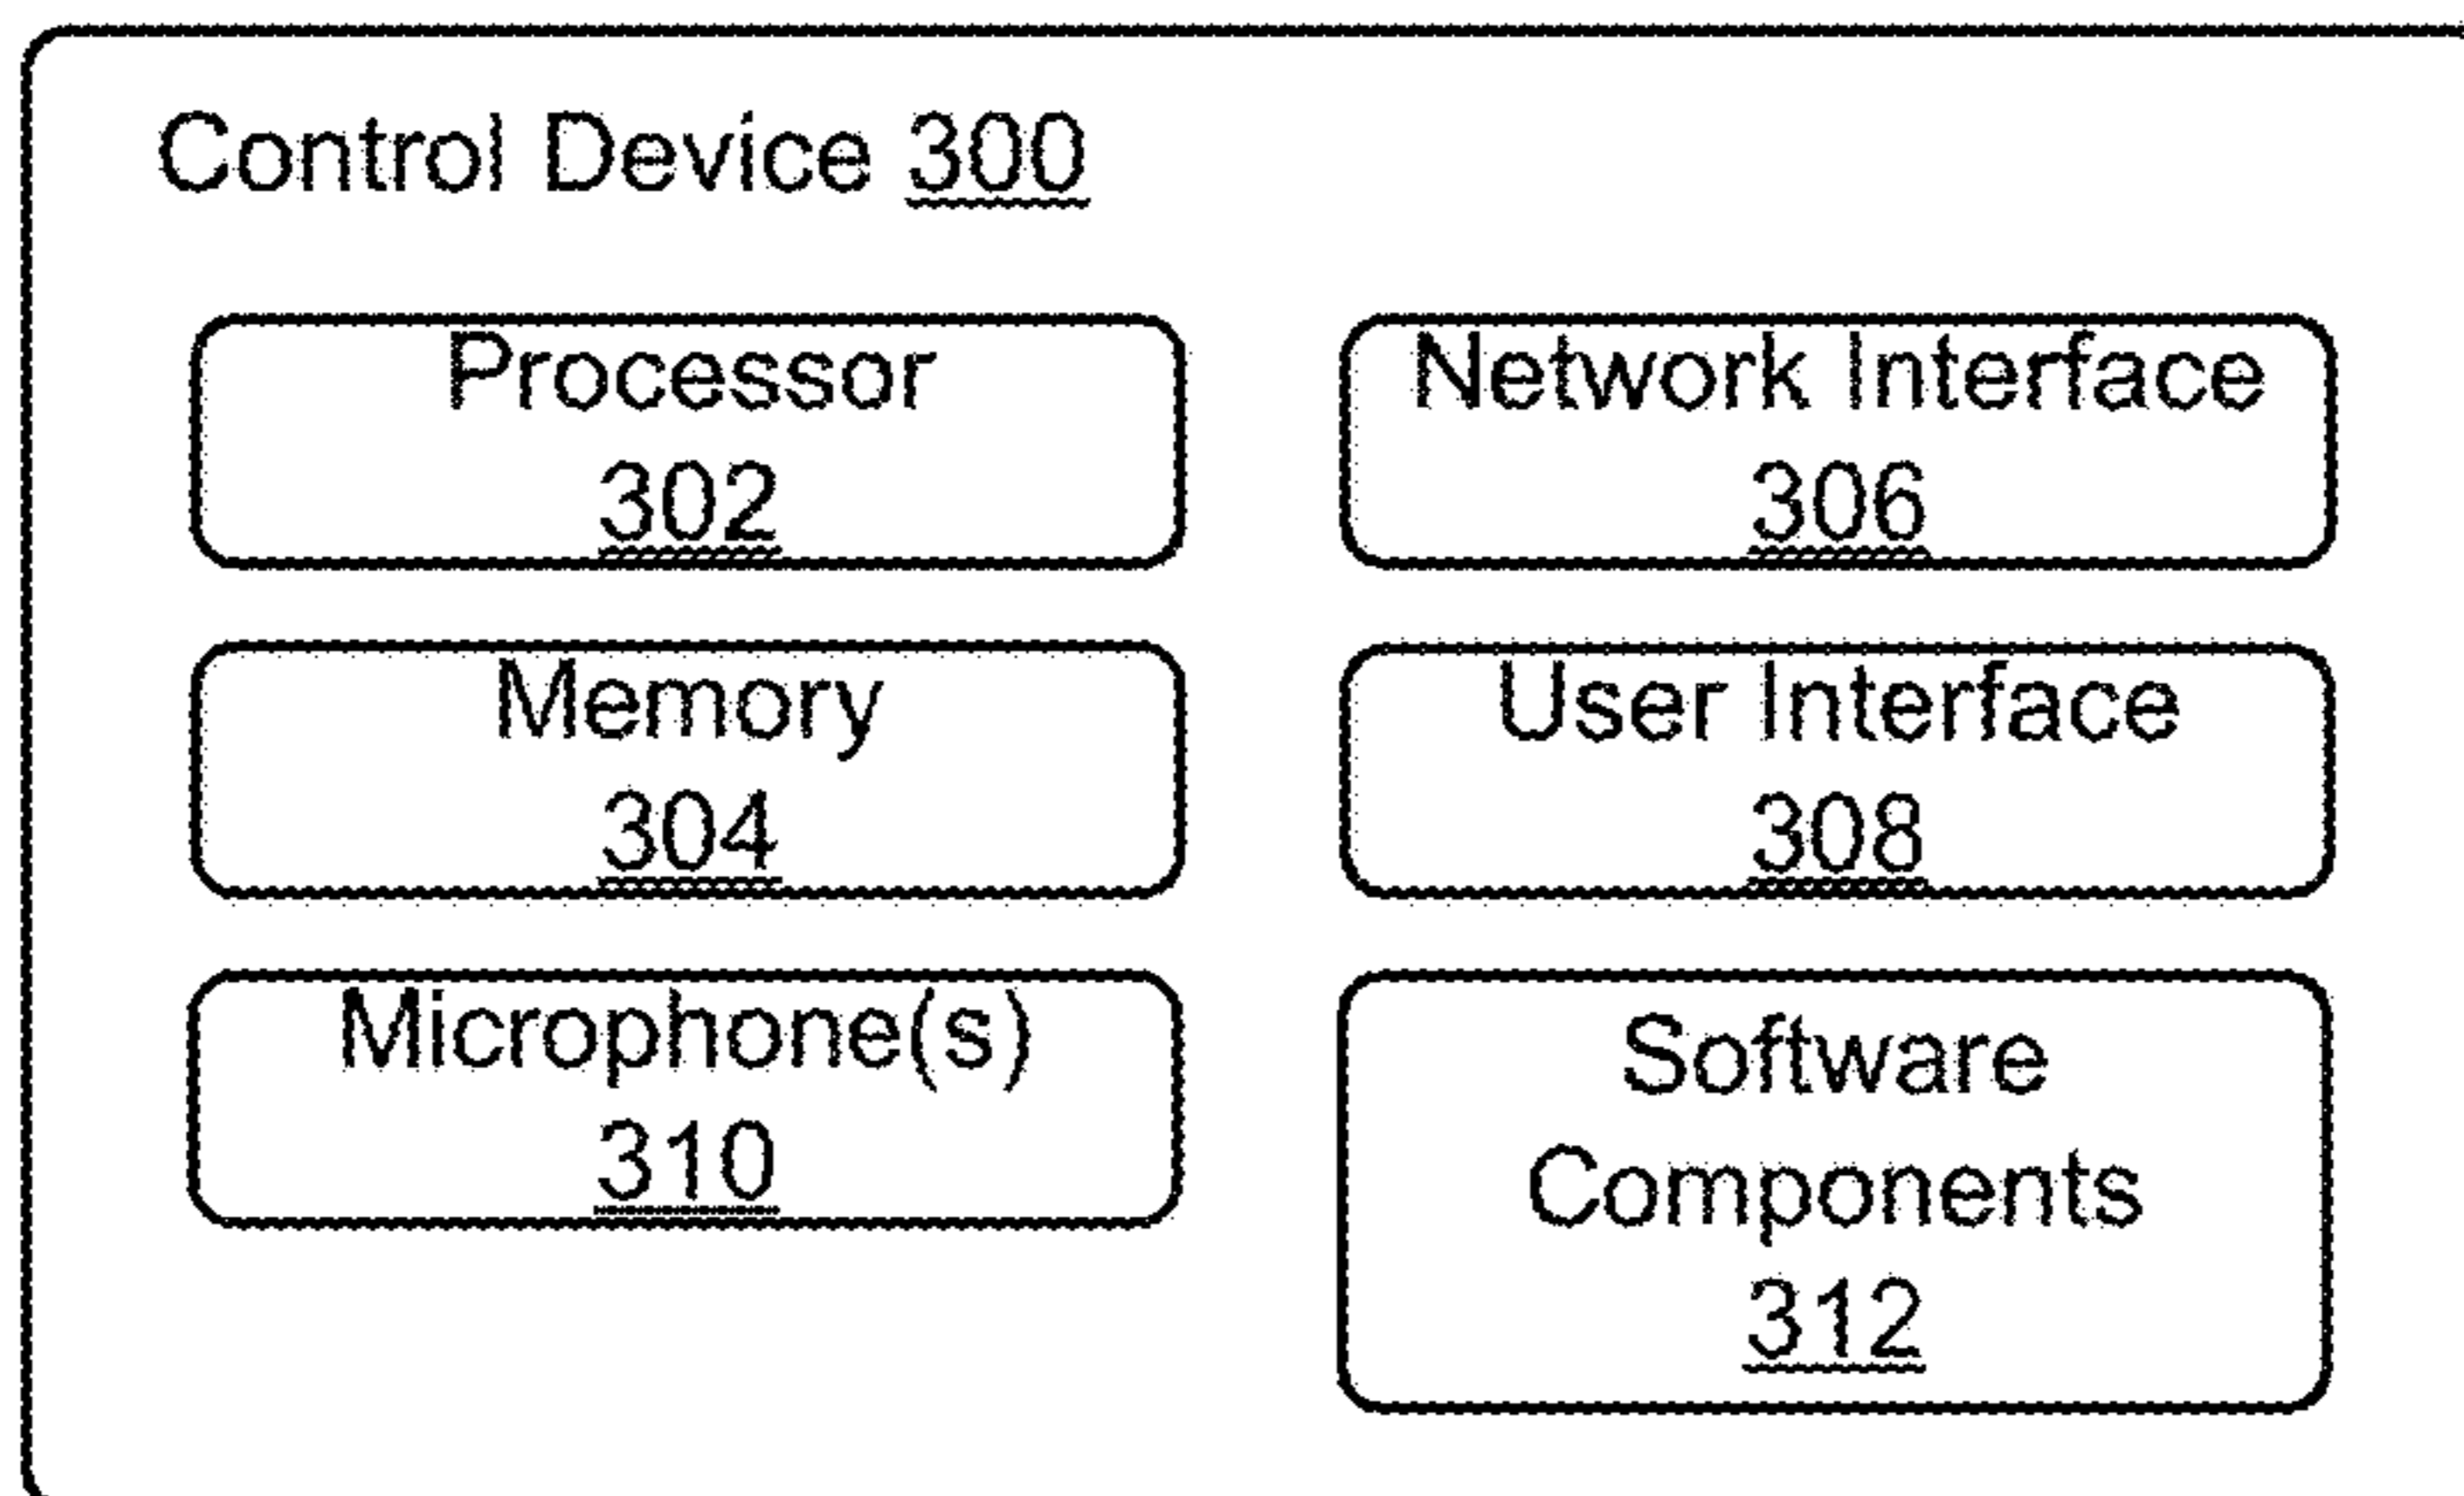 Control Device 300
Processor
302
Network Interface
306
Memory
304
User Interface
308
Microphone(s)
310
Software
Components
312